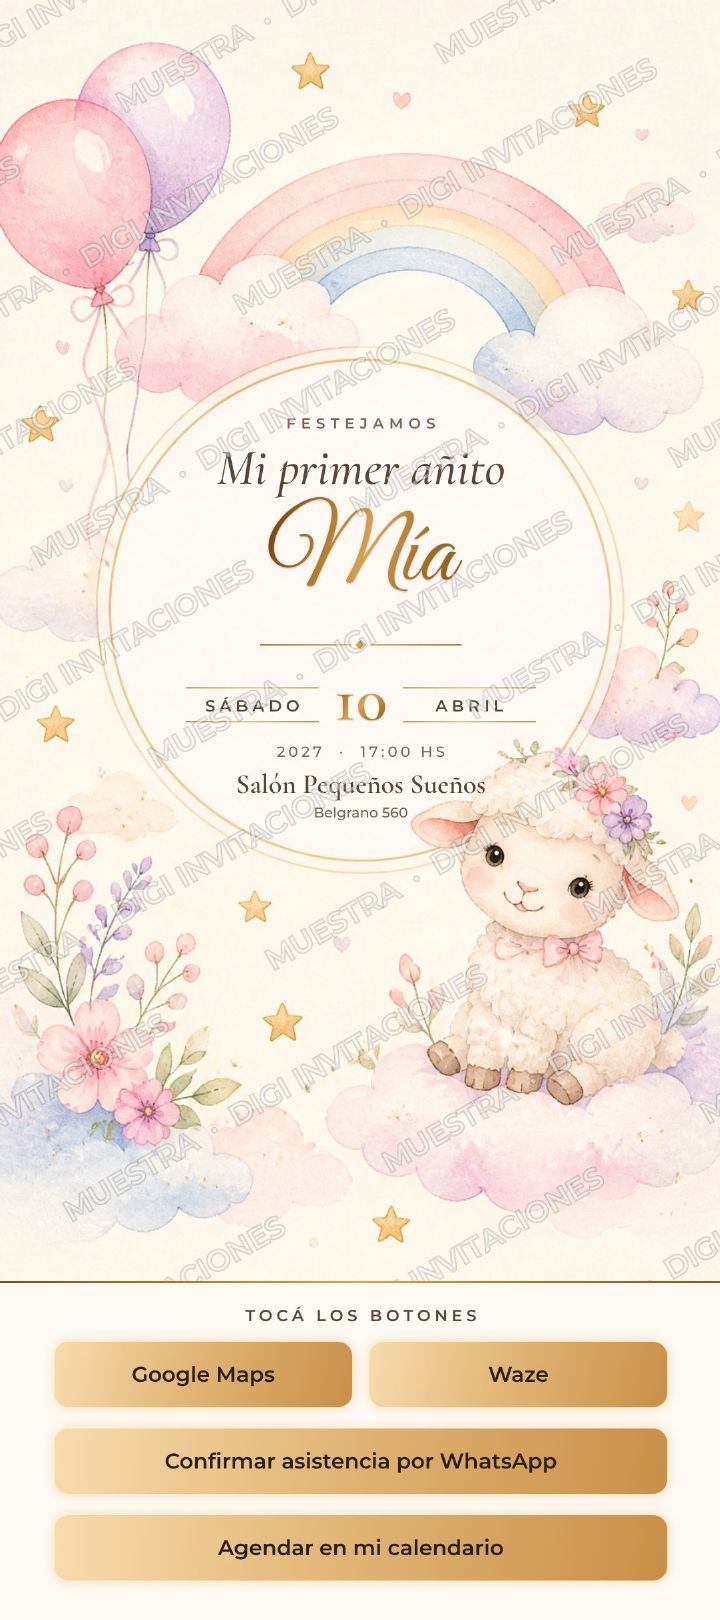 MUESTRA · DIGI INVITACIONES
FESTEJAMOS
Mi primer añito
Mía
SÁBADO 10 ABRIL
2027 · 17:00 HS
Salón Pequeños Sueños
Belgrano 560
TOCÁ LOS BOTONES
Google Maps Waze
Confirmar asistencia por WhatsApp
Agendar en mi calendario